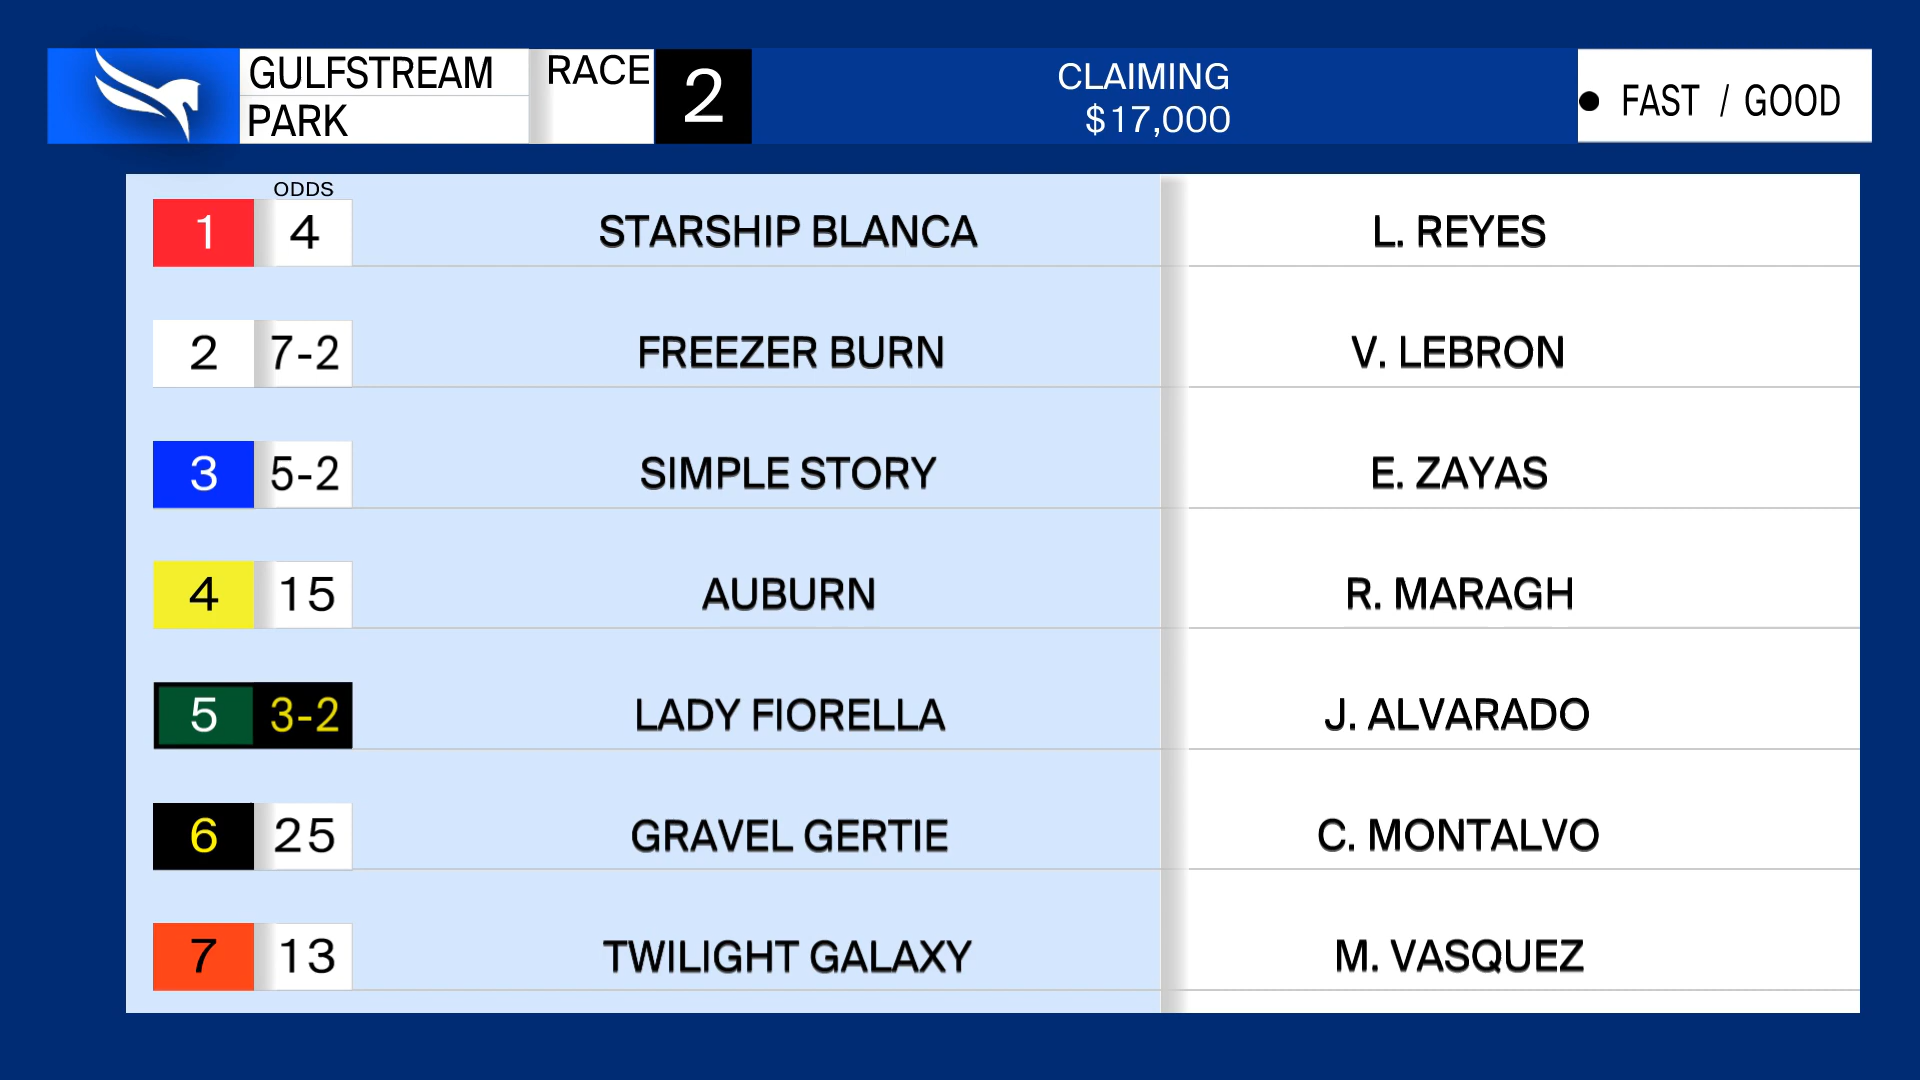 GULFSTREAM
PARK
RACE
2
CLAIMING
$17,000
● FAST / GOOD
ODDS
1 4 STARSHIP BLANCA L. REYES
2 7-2 FREEZER BURN V. LEBRON
3 5-2 SIMPLE STORY E. ZAYAS
4 15 AUBURN R. MARAGH
5 3-2 LADY FIORELLA J. ALVARADO
6 25 GRAVEL GERTIE C. MONTALVO
7 13 TWILIGHT GALAXY M. VASQUEZ